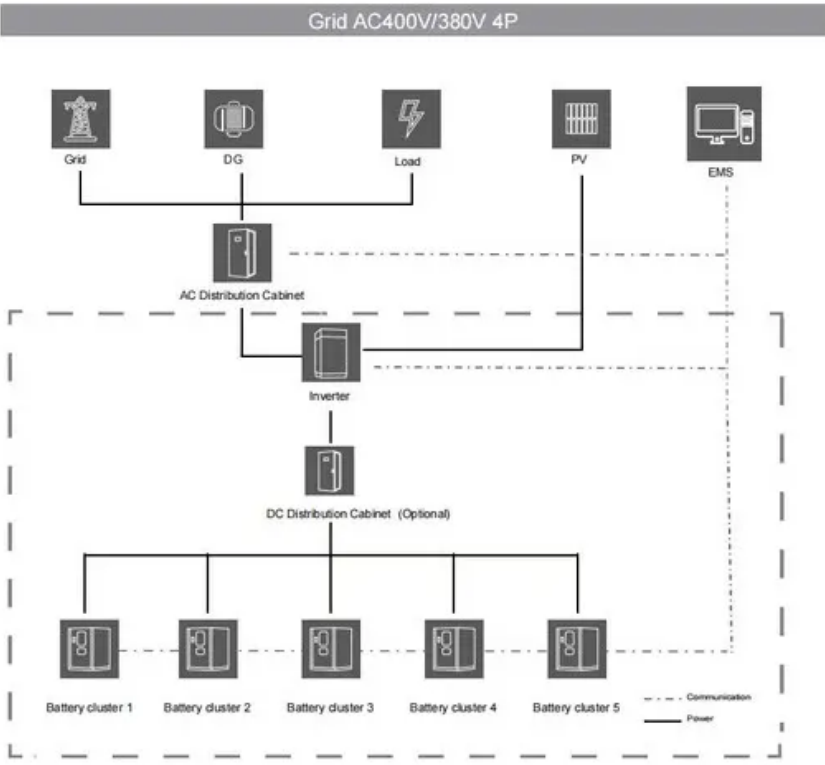 Grid AC400V/380V 4P
Grid
DG
Load
PV
EMS
AC Distribution Cabinet
Inverter
DC Distribution Cabinet (Optional)
Battery cluster 1
Battery cluster 2
Battery cluster 3
Battery cluster 4
Battery cluster 5
Communication
Power